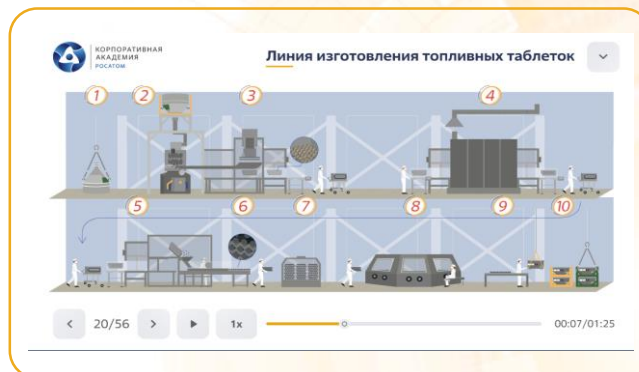 КОРПОРАТИВНАЯ
АКАДЕМИЯ
РОСАТОМ
Линия изготовления топливных таблеток
1 2 3 4
5 6 7 8 9 10
20/56 1x 00:07/01:25